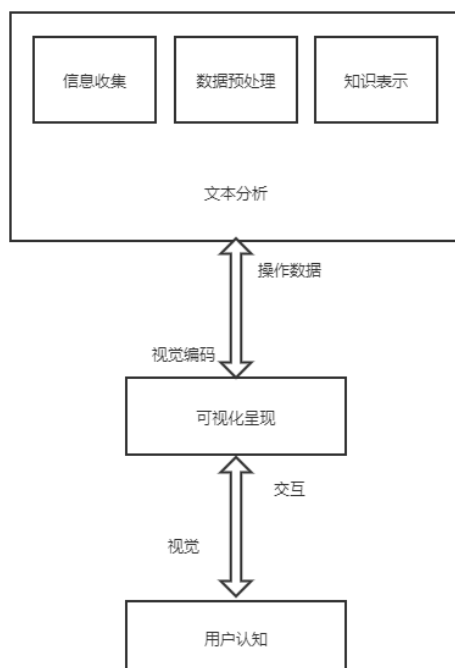 信息收集
数据预处理
知识表示
文本分析
操作数据
视觉编码
可视化呈现
交互
视觉
用户认知